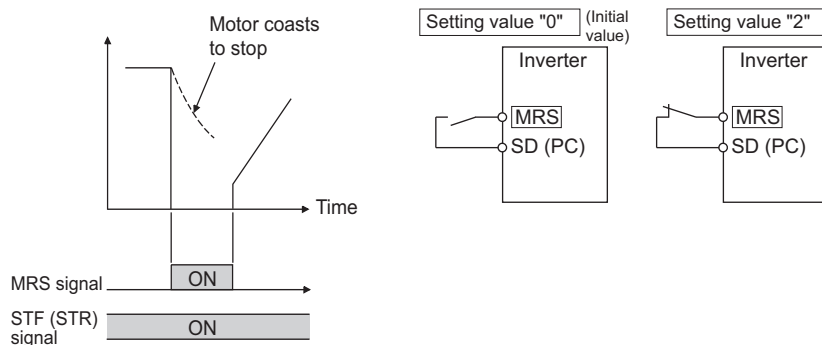 Motor coasts
to stop
Time
MRS signal
ON
STF (STR)
signal
ON
Setting value "0"
(Initial
value)
Inverter
MRS
SD (PC)
Setting value "2"
Inverter
MRS
SD (PC)